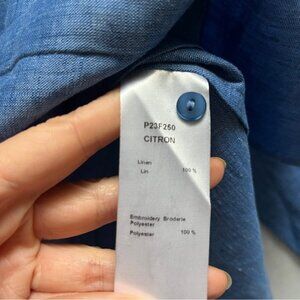 P23F250
CITRON
Linen
Lin 100 %
Embroidery Broderie
Polyester
Polyester 100 %